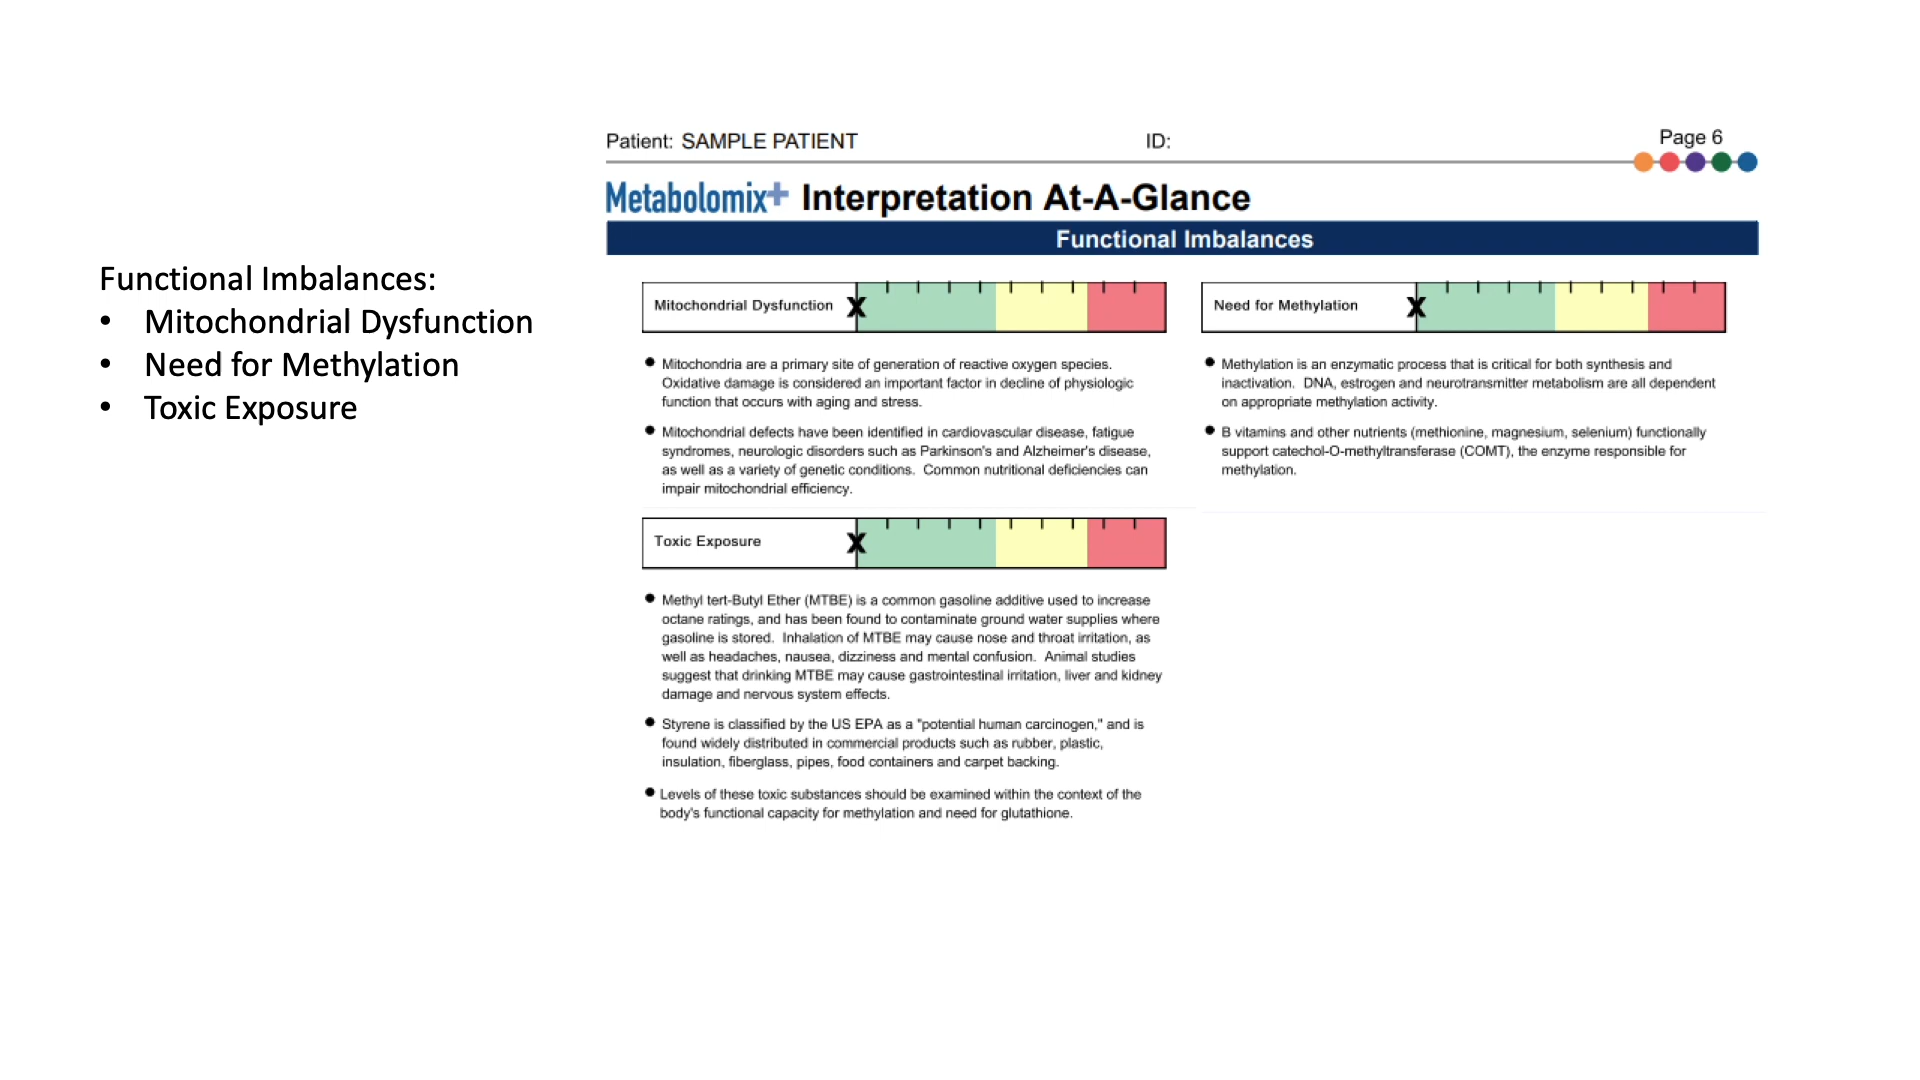 Functional Imbalances:
• Mitochondrial Dysfunction
• Need for Methylation
• Toxic Exposure
Patient: SAMPLE PATIENT
ID:
Page 6
Metabolomix+ Interpretation At-A-Glance
Functional Imbalances
Mitochondrial Dysfunction
X
• Mitochondria are a primary site of generation of reactive oxygen species.
Oxidative damage is considered an important factor in decline of physiologic
function that occurs with aging and stress.
• Mitochondrial defects have been identified in cardiovascular disease, fatigue
syndromes, neurologic disorders such as Parkinson's and Alzheimer's disease,
as well as a variety of genetic conditions. Common nutritional deficiencies can
impair mitochondrial efficiency.
Need for Methylation
X
• Methylation is an enzymatic process that is critical for both synthesis and
inactivation. DNA, estrogen and neurotransmitter metabolism are all dependent
on appropriate methylation activity.
• B vitamins and other nutrients (methionine, magnesium, selenium) functionally
support catechol-O-methyltransferase (COMT), the enzyme responsible for
methylation.
Toxic Exposure
X
• Methyl tert-Butyl Ether (MTBE) is a common gasoline additive used to increase
octane ratings, and has been found to contaminate ground water supplies where
gasoline is stored. Inhalation of MTBE may cause nose and throat irritation, as
well as headaches, nausea, dizziness and mental confusion. Animal studies
suggest that drinking MTBE may cause gastrointestinal irritation, liver and kidney
damage and nervous system effects.
• Styrene is classified by the US EPA as a "potential human carcinogen," and is
found widely distributed in commercial products such as rubber, plastic,
insulation, fiberglass, pipes, food containers and carpet backing.
• Levels of these toxic substances should be examined within the context of the
body's functional capacity for methylation and need for glutathione.